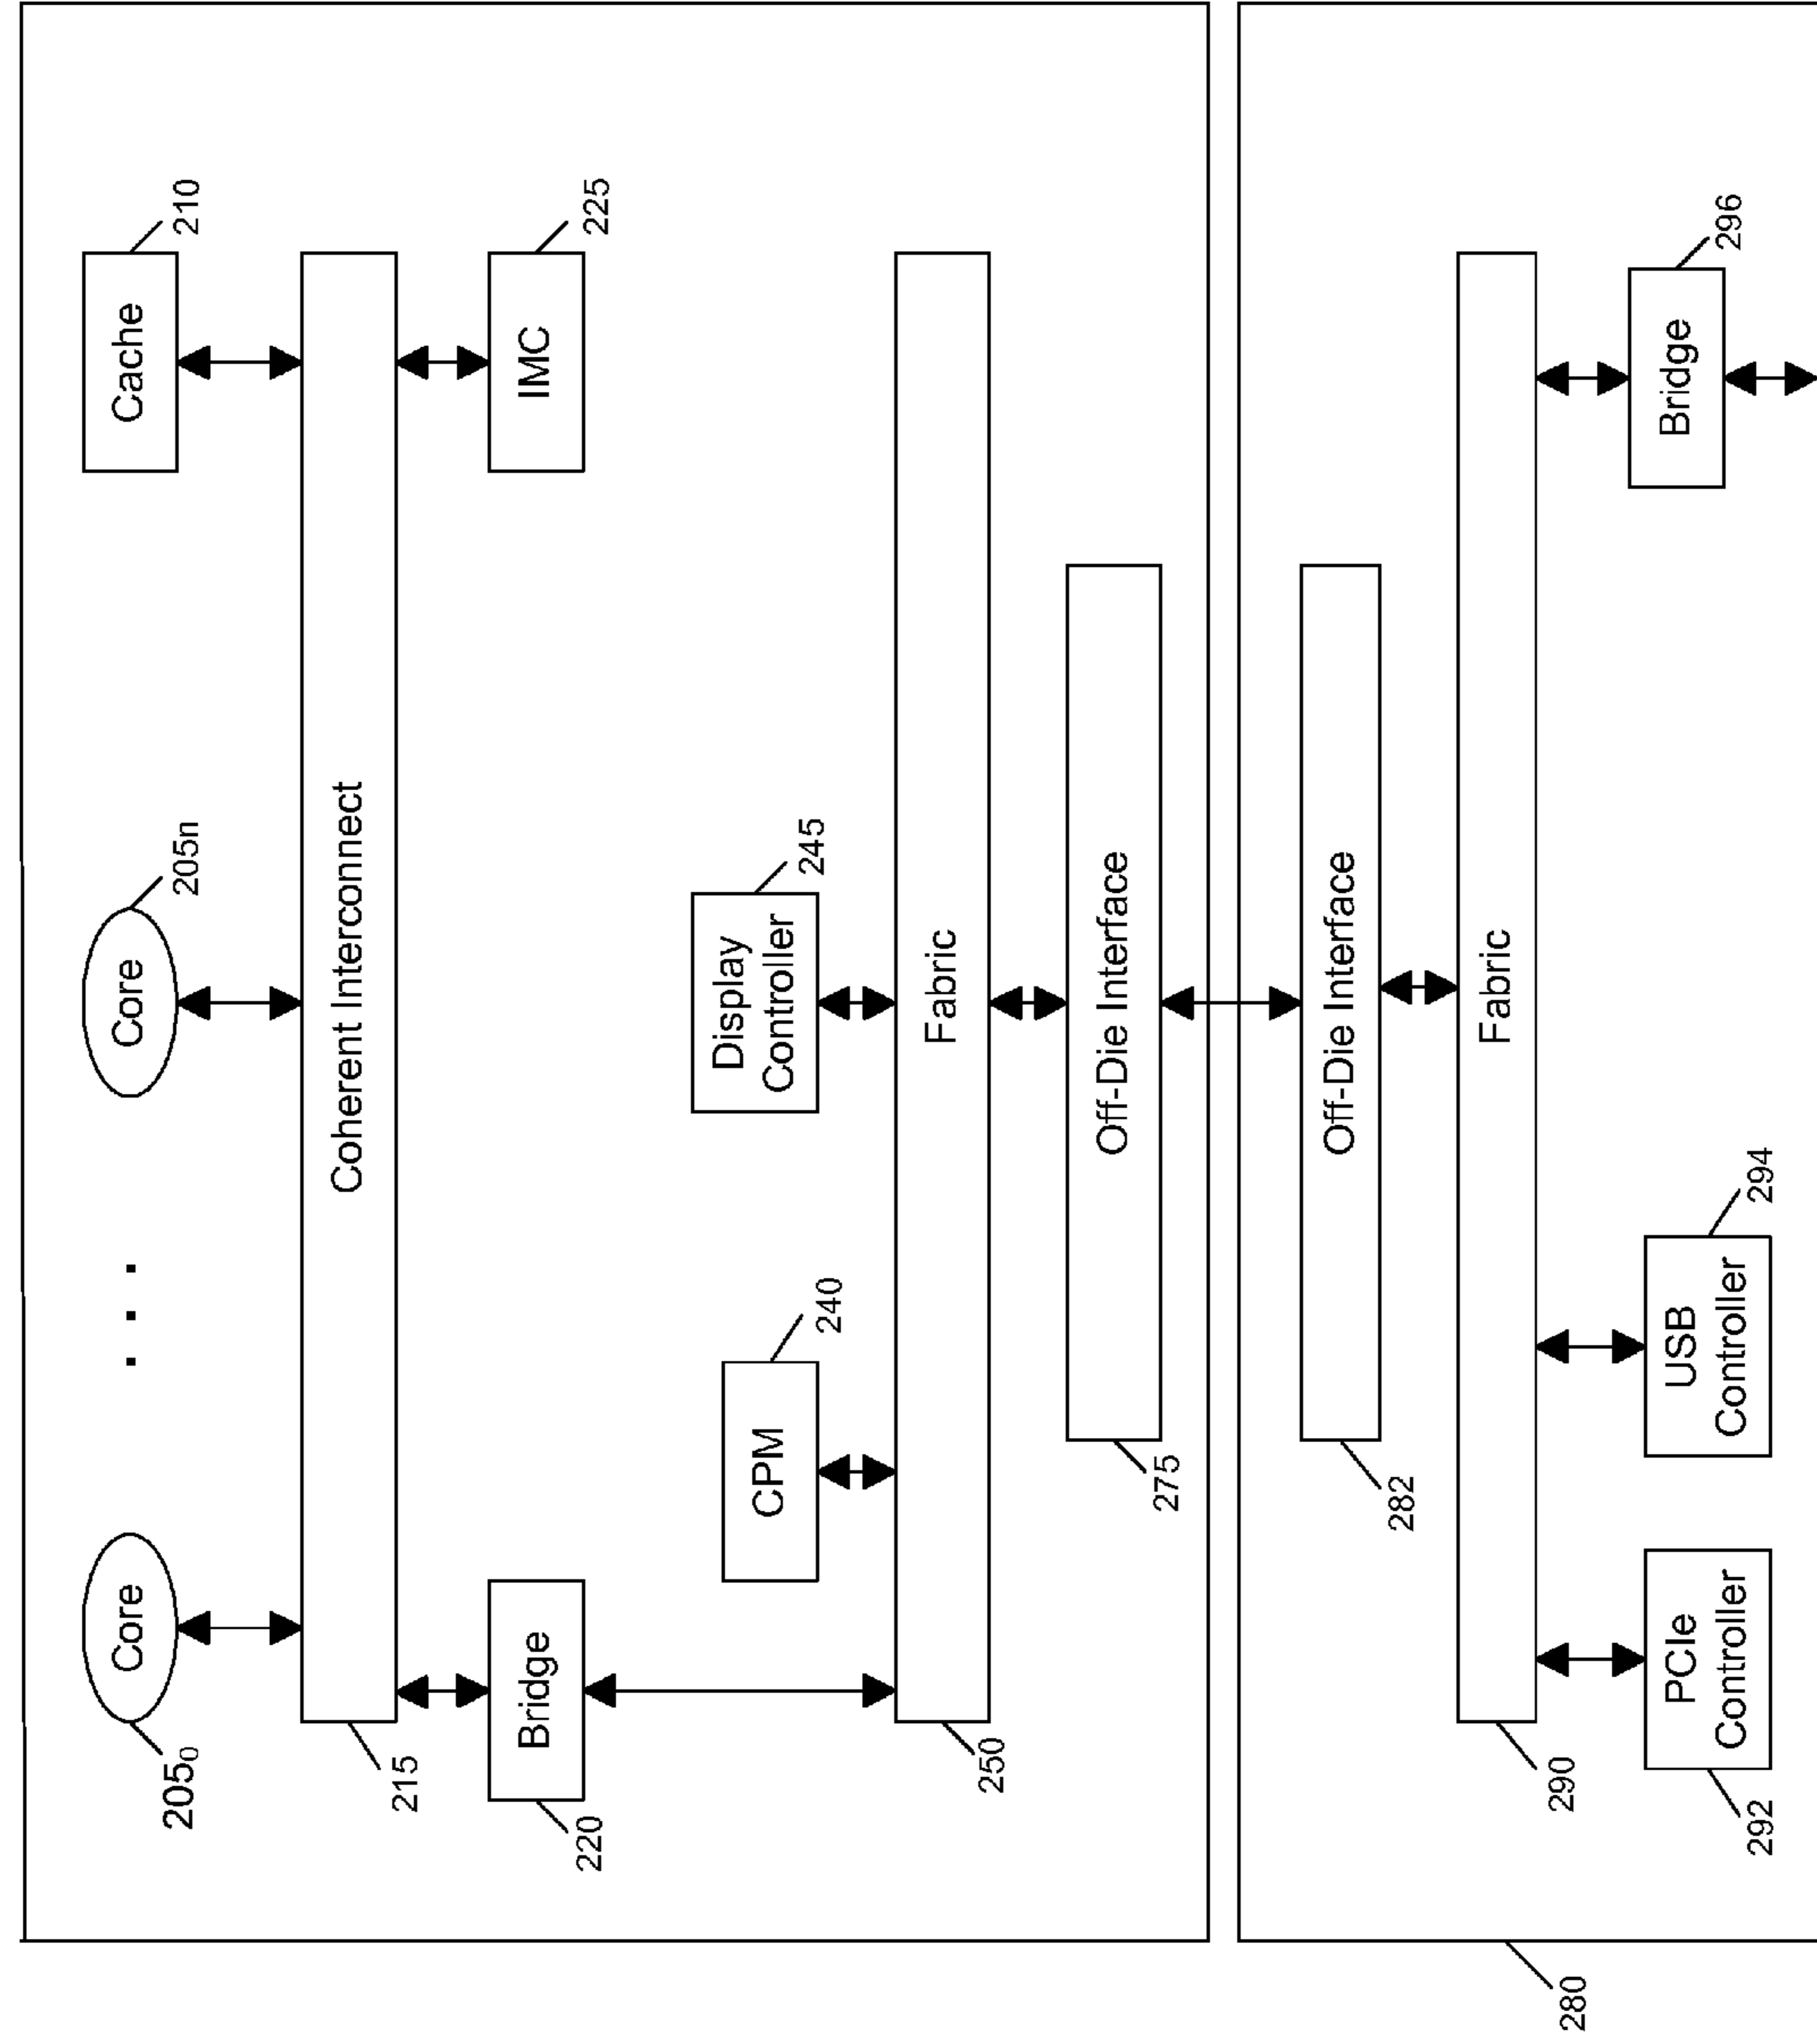 205₀
Core
. . .
Core
205n
Cache
210
Coherent Interconnect
215
Bridge
220
IMC
225
CPM
240
Display
Controller
245
Fabric
250
Off-Die Interface
275
Off-Die Interface
282
280
Fabric
290
PCIe
Controller
292
USB
Controller
294
Bridge
296